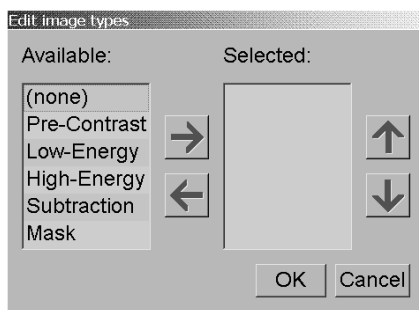 Edit image types
Available:
Selected:
(none)
Pre-Contrast
Low-Energy
High-Energy
Subtraction
Mask
OK
Cancel